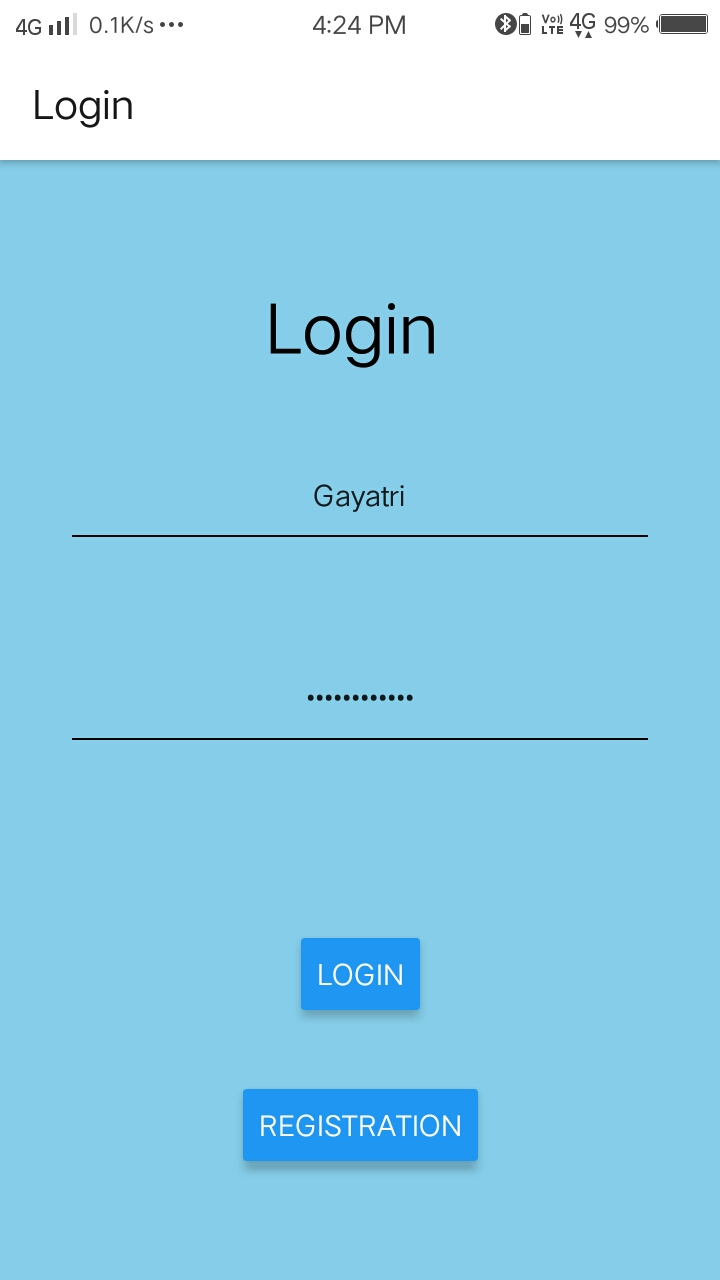 4G 0.1K/s ••• 4:24 PM Vo)) LTE 4G 99%
Login
Login
Gayatri
••••••••••••
LOGIN
REGISTRATION